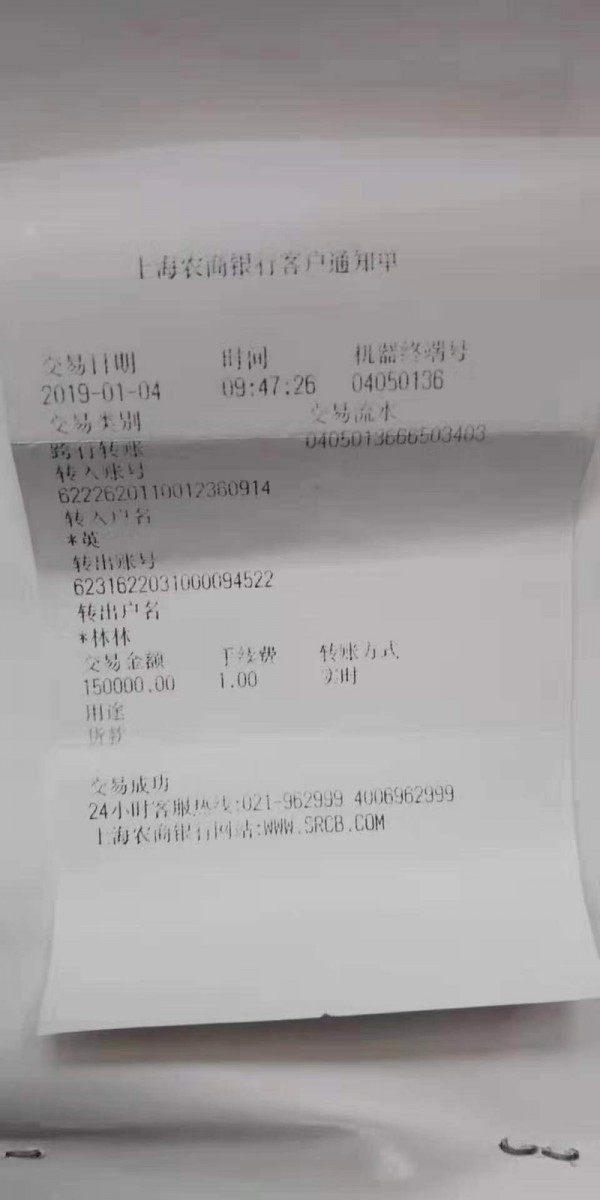 上海农商银行客户通知单
交易日期 时间 机器终端号
2019-01-04 09:47:26 04050136
交易类别 交易流水
跨行转账 0405013666503403
转入账号
6222620110012360914
转入户名
*英
转出账号
6231622031000094522
转出户名
*林林
交易金额 手续费 转账方式
150000.00 1.00 实时
用途
货款
交易成功
24小时客服热线:021-962999 4006962999
上海农商银行网站:WWW.SRCB.COM